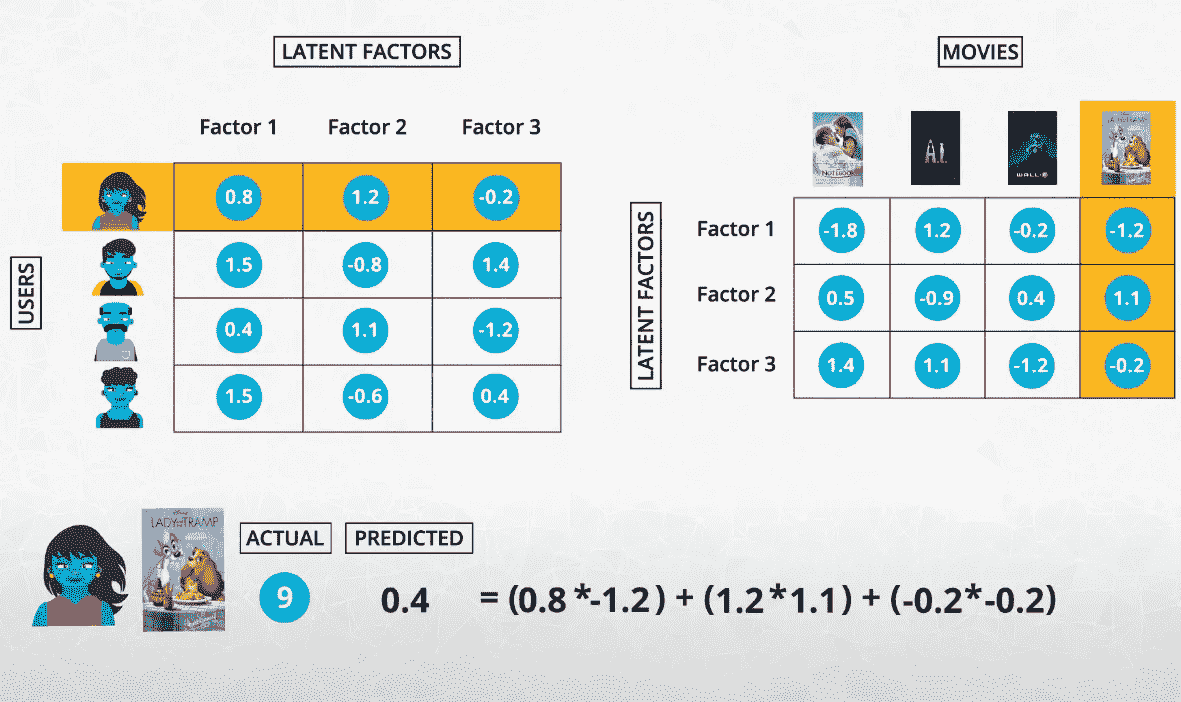 LATENT FACTORS
MOVIES
Factor 1 Factor 2 Factor 3
NOTEBOOK
A.I.
WALL·E
USERS
0.8 1.2 -0.2
1.5 -0.8 1.4
0.4 1.1 -1.2
1.5 -0.6 0.4
LATENT FACTORS
Factor 1 -1.8 1.2 -0.2 -1.2
Factor 2 0.5 -0.9 0.4 1.1
Factor 3 1.4 1.1 -1.2 -0.2
LADY TRAMP
ACTUAL PREDICTED
9 0.4 = (0.8 *-1.2) + (1.2*1.1) + (-0.2*-0.2)